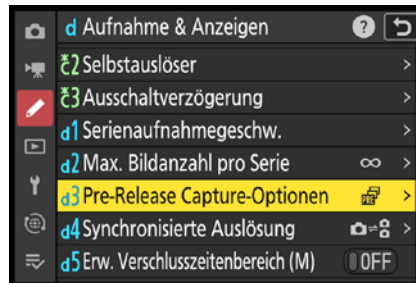 d Aufnahme & Anzeigen ?
c2 Selbstauslöser >
c3 Ausschaltverzögerung >
d1 Serienaufnahmegeschw. >
d2 Max. Bildanzahl pro Serie ∞ >
d3 Pre-Release Capture-Optionen PRE >
d4 Synchronisierte Auslösung >
d5 Erw. Verschlusszeitenbereich (M) OFF